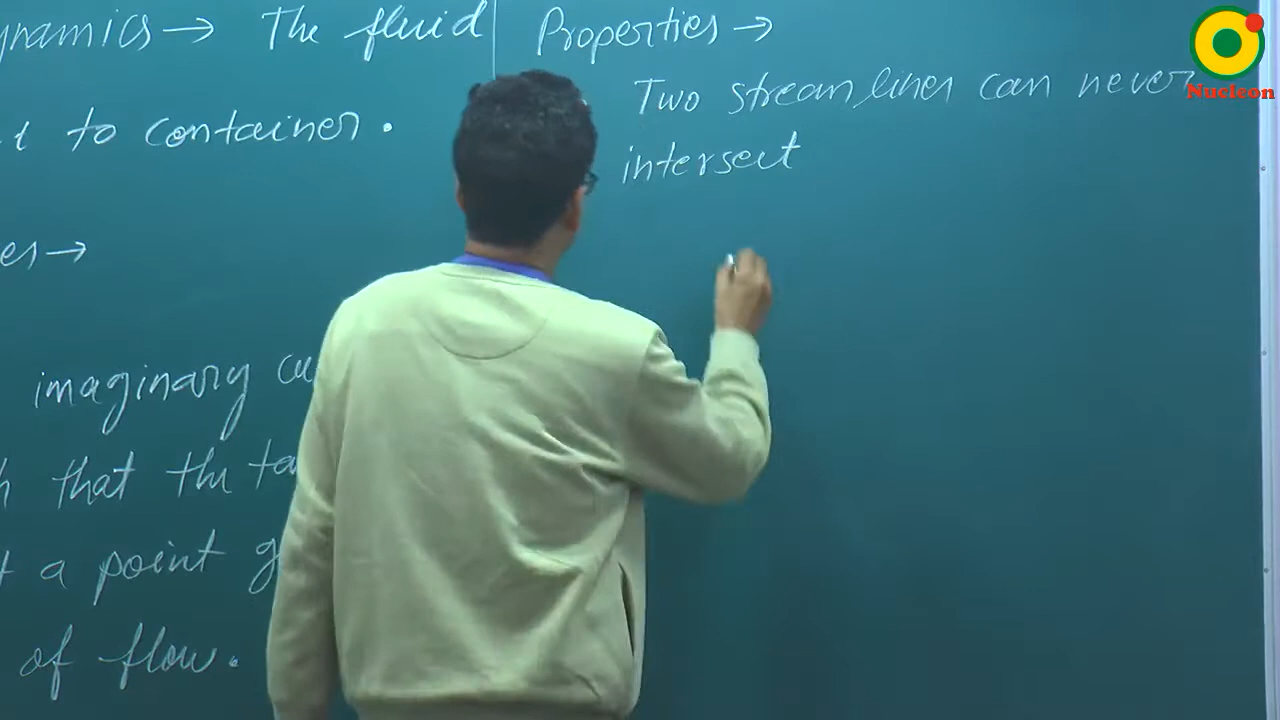 ynamics → The fluid
to container.
es →
imaginary
that the ta
a point g
of flow.
Properties →
Two streamlines can never
intersect
Nucleon